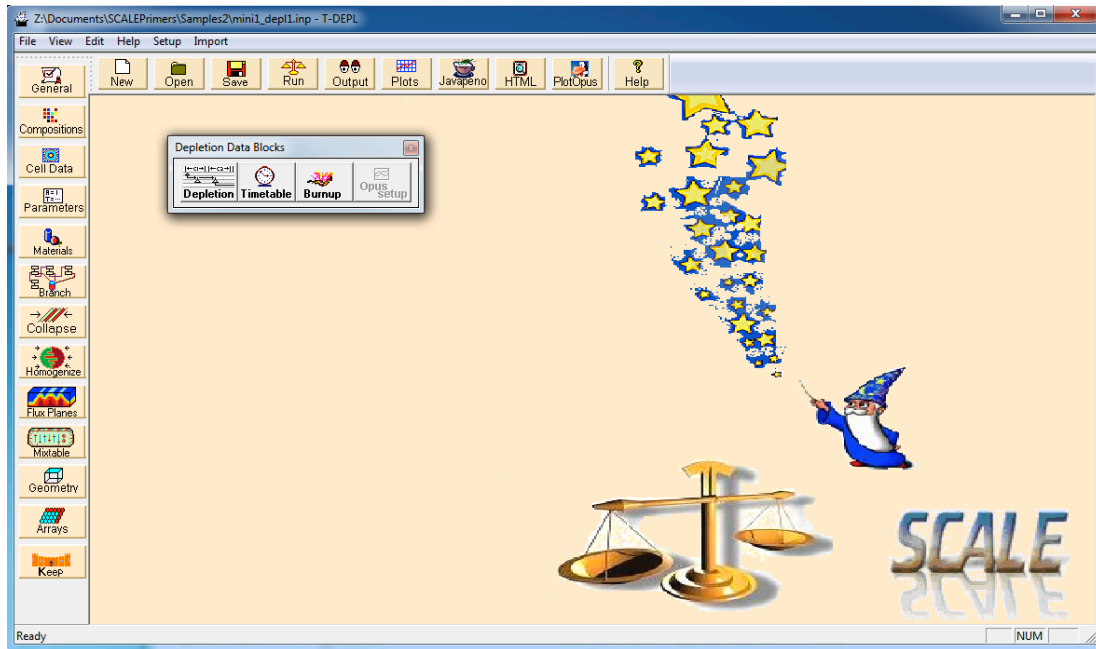 Z:\Documents\SCALEPrimers\Samples2\mini1_depl1.inp - T-DEPL
File View Edit Help Setup Import
New Open Save Run Output Plots Javapeno HTML PlotOpus Help
General
Compositions
Cell Data
Parameters
Materials
Branch
Collapse
Homogenize
Flux Planes
Mixtable
Geometry
Arrays
Keep
Depletion Data Blocks
Depletion Timetable Burnup Opus setup
SCALE
Ready
NUM